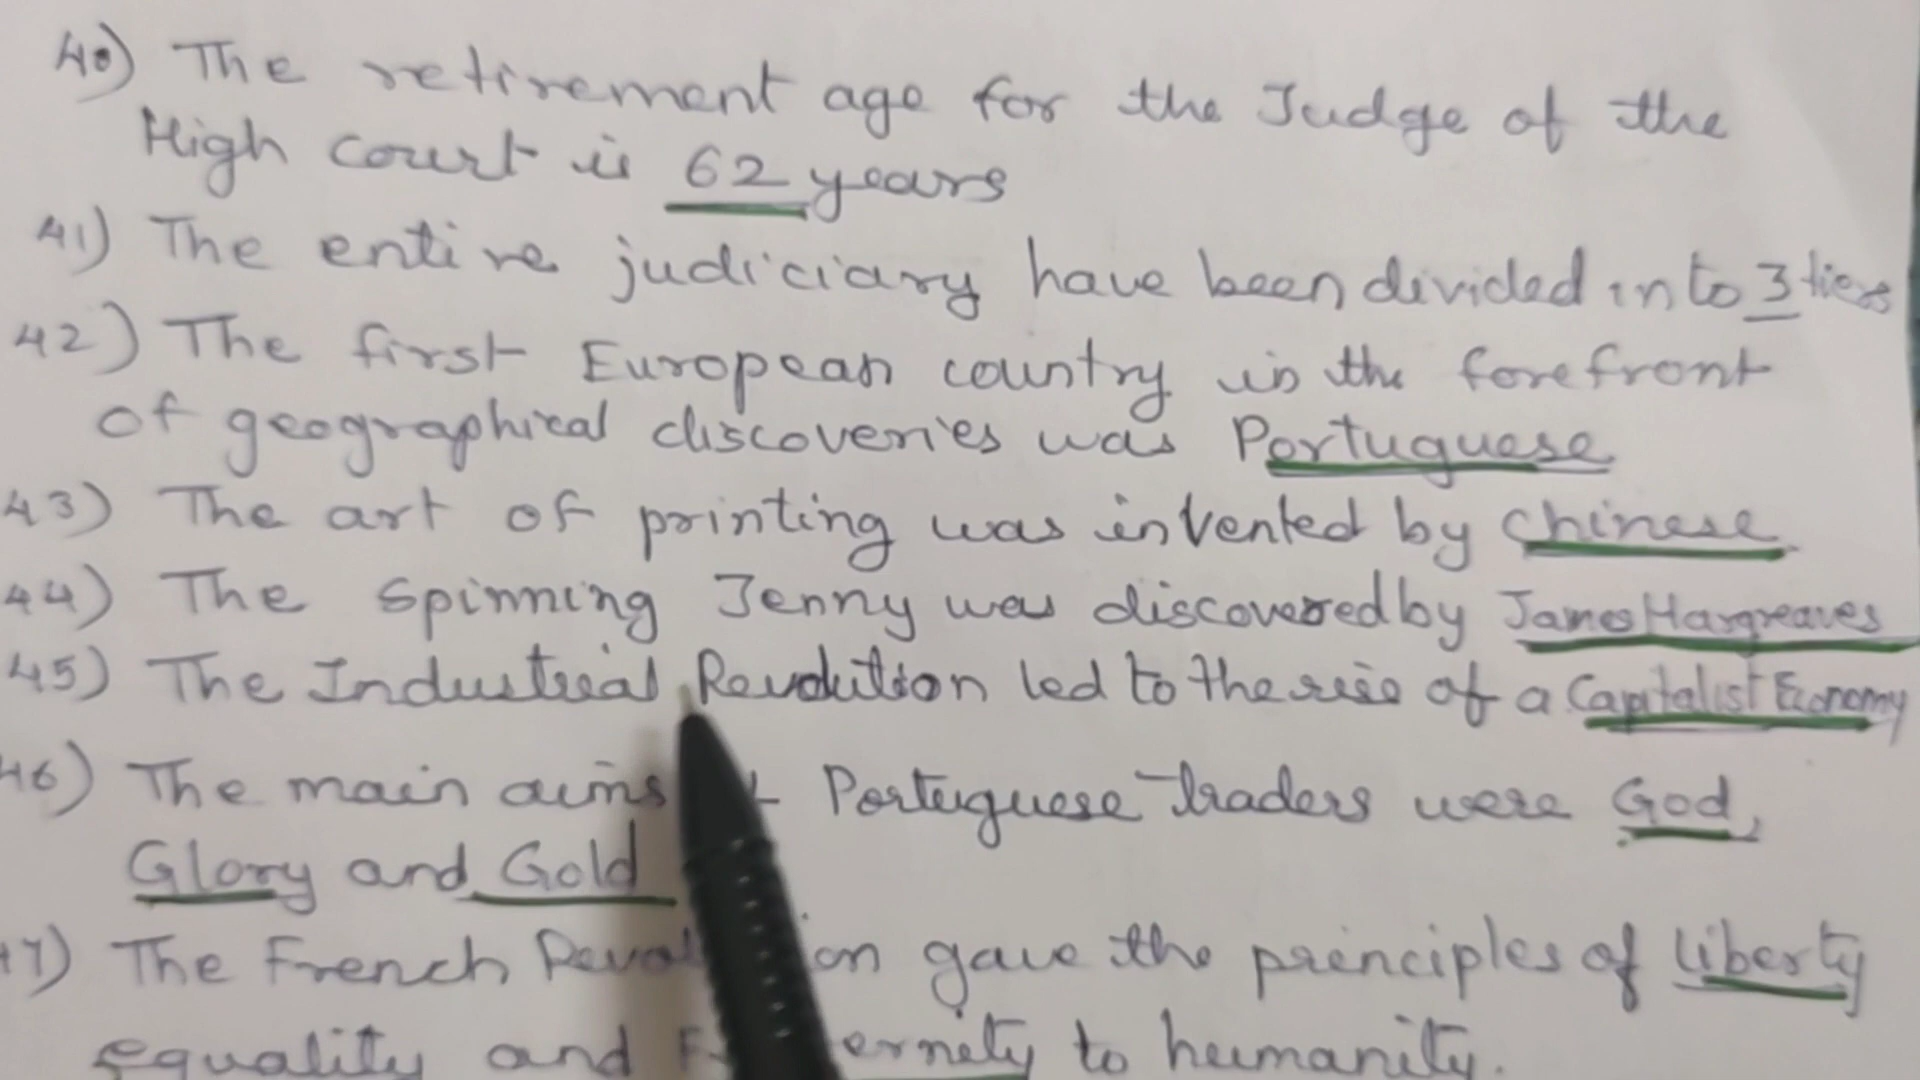 40) The retirement age for the Judge of the
High court is 62 years
41) The entire judiciary have been divided into 3 tiers
42) The first European country in the forefront
of geographical discoveries was Portuguese
43) The art of printing was invented by Chinese
44) The Spinning Jenny was discovered by James Hargreaves
45) The Industrial Revolution led to the rise of a Capitalist Economy
46) The main aims Portuguese traders were God,
Glory and Gold
47) The French gave the principles of liberty
equality and to humanity.